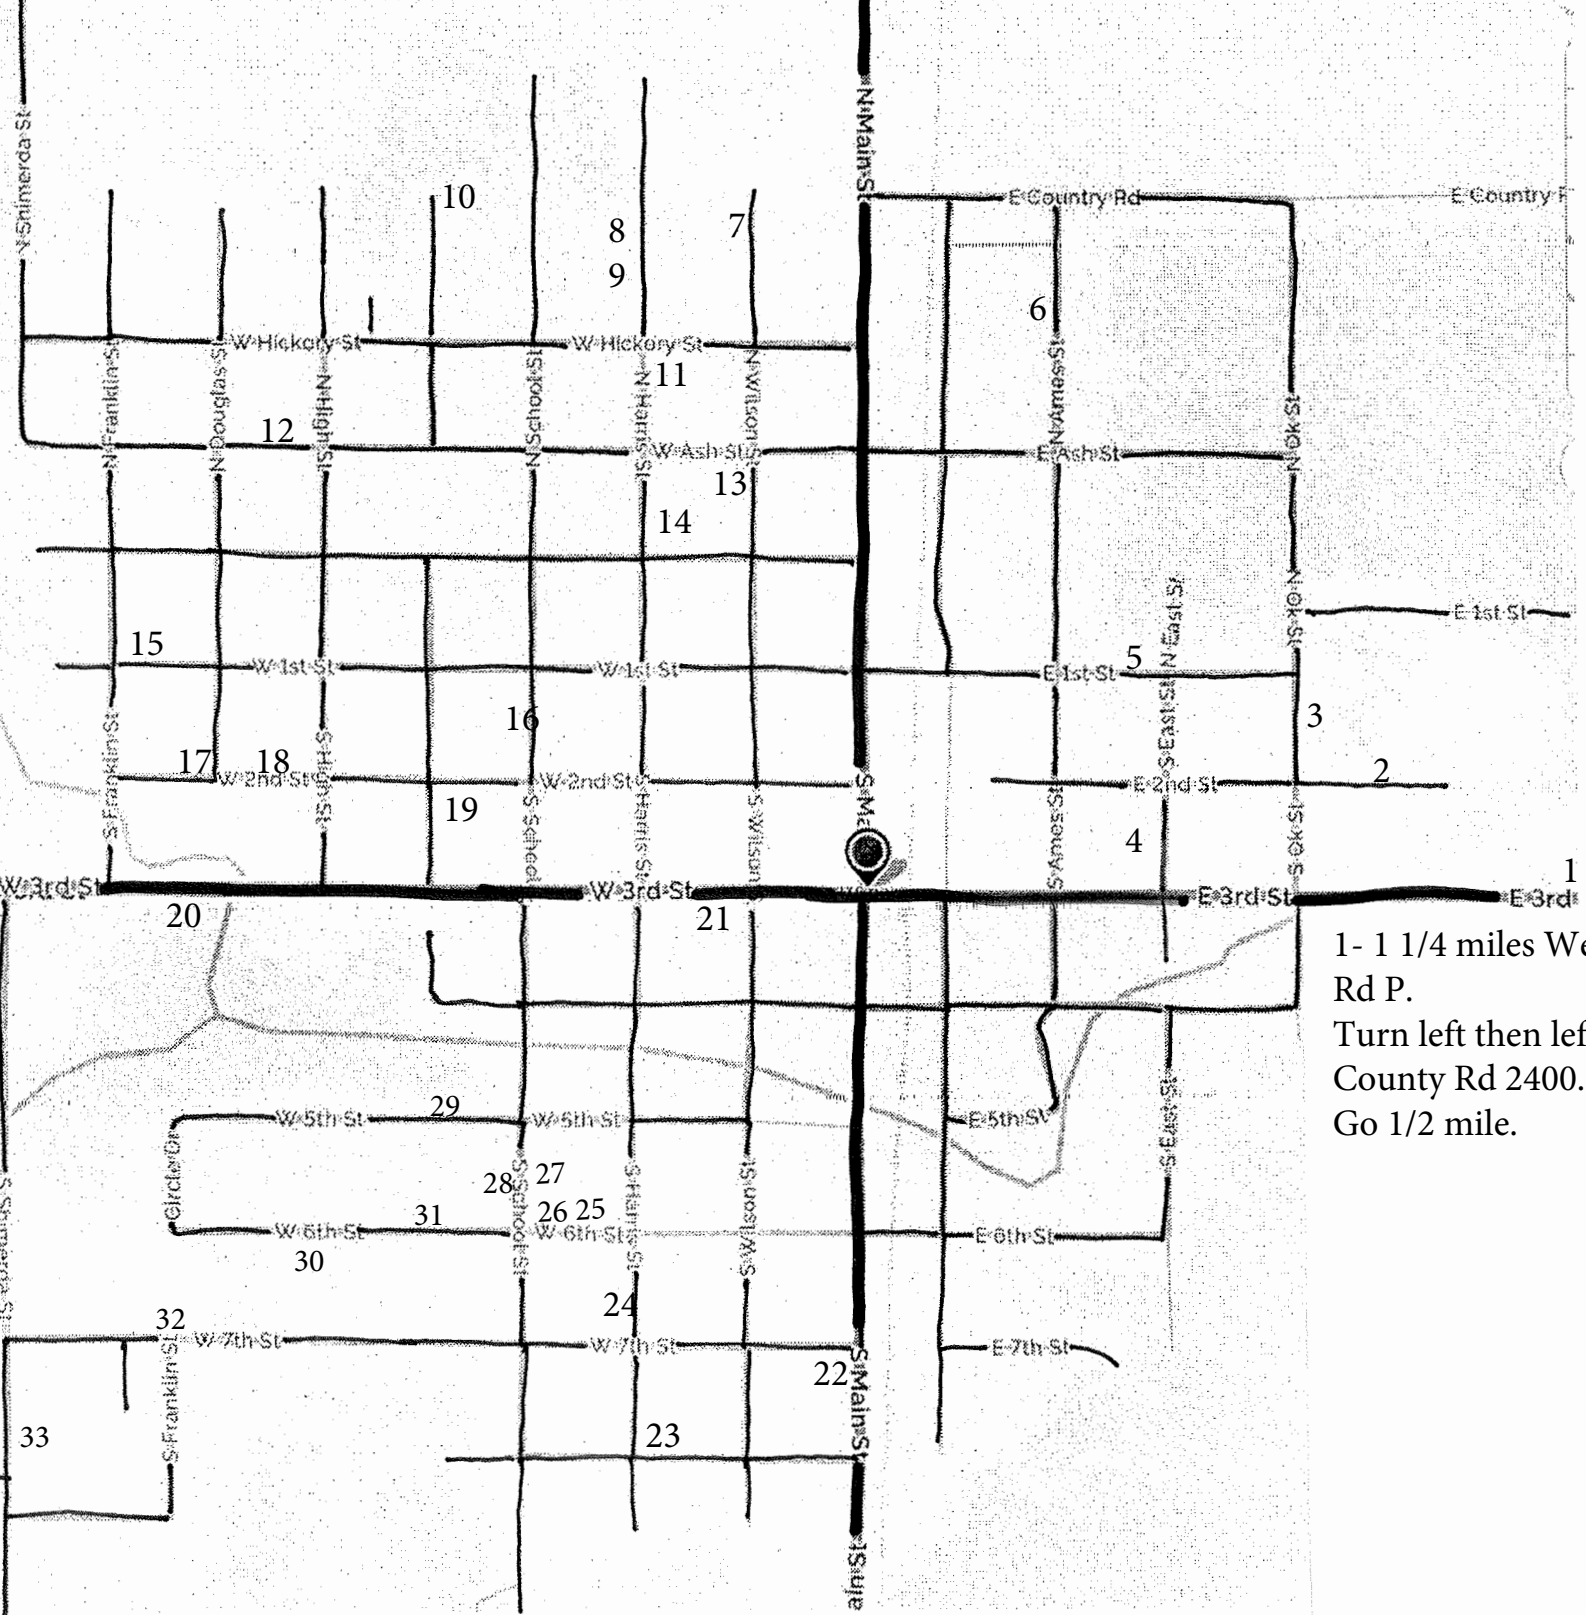 N Main St
N Shimerda St
E Country Rd
E Country R
10
8
7
9
6
W Hickory St
W Hickory St
N Franklin St
N Douglas St
N High St
N School St
N Harris St
N Wilson St
N Ames St
N Ok St
11
12
W Ash St
E Ash St
13
14
N East St
N Ok St
E 1st St
15
W 1st St
W 1st St
E 1st St
5
16
3
S Franklin St
S High St
S East St
17
18
W 2nd St
W 2nd St
E 2nd St
2
S Ma
S School
S Harris St
S Wilson
S Ames St
S Ok St
19
4
W 3rd St
W 3rd St
E 3rd St
E 3rd
1
20
21
1- 1 1/4 miles We
Rd P.
Turn left then lef
County Rd 2400.
Go 1/2 mile.
29
W 5th St
W 5th St
E 5th St
Circle Dr
S School St
S Harris St
S Wilson St
S East St
28
27
26
25
31
W 6th St
W 6th St
E 6th St
30
S Shimerda St
24
32
W 7th St
W 7th St
E 7th St
22
S Franklin St
S Main St
33
23